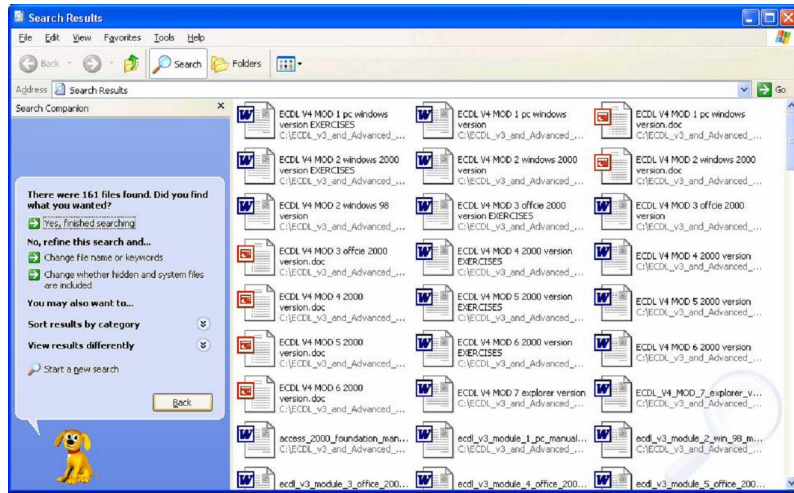 Search Results
File Edit View Favorites Tools Help
Back Search Folders
Address Search Results Go
Search Companion
There were 161 files found. Did you find
what you wanted?
Yes, finished searching
No, refine this search and...
Change file name or keywords
Change whether hidden and system files
are included
You may also want to...
Sort results by category
View results differently
Start a new search
Back
ECDL V4 MOD 1 pc windows
version EXERCISES
C:\ECDL_v3_and_Advanced_...
ECDL V4 MOD 1 pc windows
version
C:\ECDL_v3_and_Advanced_...
ECDL V4 MOD 1 pc windows
version.doc
C:\ECDL_v3_and_Advanced_...
ECDL V4 MOD 2 windows 2000
version EXERCISES
C:\ECDL_v3_and_Advanced_...
ECDL V4 MOD 2 windows 2000
version
C:\ECDL_v3_and_Advanced_...
ECDL V4 MOD 2 windows 2000
version.doc
C:\ECDL_v3_and_Advanced_...
ECDL V4 MOD 2 windows 98
version
C:\ECDL_v3_and_Advanced_...
ECDL V4 MOD 3 offcie 2000
version EXERCISES
C:\ECDL_v3_and_Advanced_...
ECDL V4 MOD 3 offcie 2000
version
C:\ECDL_v3_and_Advanced_...
ECDL V4 MOD 3 offcie 2000
version.doc
C:\ECDL_v3_and_Advanced_...
ECDL V4 MOD 4 2000 version
EXERCISES
C:\ECDL_v3_and_Advanced_...
ECDL V4 MOD 4 2000 version
C:\ECDL_v3_and_Advanced_...
ECDL V4 MOD 4 2000
version.doc
C:\ECDL_v3_and_Advanced_...
ECDL V4 MOD 5 2000 version
EXERCISES
C:\ECDL_v3_and_Advanced_...
ECDL V4 MOD 5 2000 version
C:\ECDL_v3_and_Advanced_...
ECDL V4 MOD 5 2000
version.doc
C:\ECDL_v3_and_Advanced_...
ECDL V4 MOD 6 2000 version
EXERCISES
C:\ECDL_v3_and_Advanced_...
ECDL V4 MOD 6 2000 version
C:\ECDL_v3_and_Advanced_...
ECDL V4 MOD 6 2000
version.doc
C:\ECDL_v3_and_Advanced_...
ECDL V4 MOD 7 explorer version
C:\ECDL_v3_and_Advanced_...
ECDL_V4_MOD_7_explorer_v...
C:\ECDL_v3_and_Advanced_...
access_2000_foundation_man...
C:\ECDL_v3_and_Advanced_...
ecdl_v3_module_1_pc_manual...
C:\ECDL_v3_and_Advanced_...
ecdl_v3_module_2_win_98_m...
C:\ECDL_v3_and_Advanced_...
ecdl_v3_module_3_office_200...
ecdl_v3_module_4_office_200...
ecdl_v3_module_5_office_200...